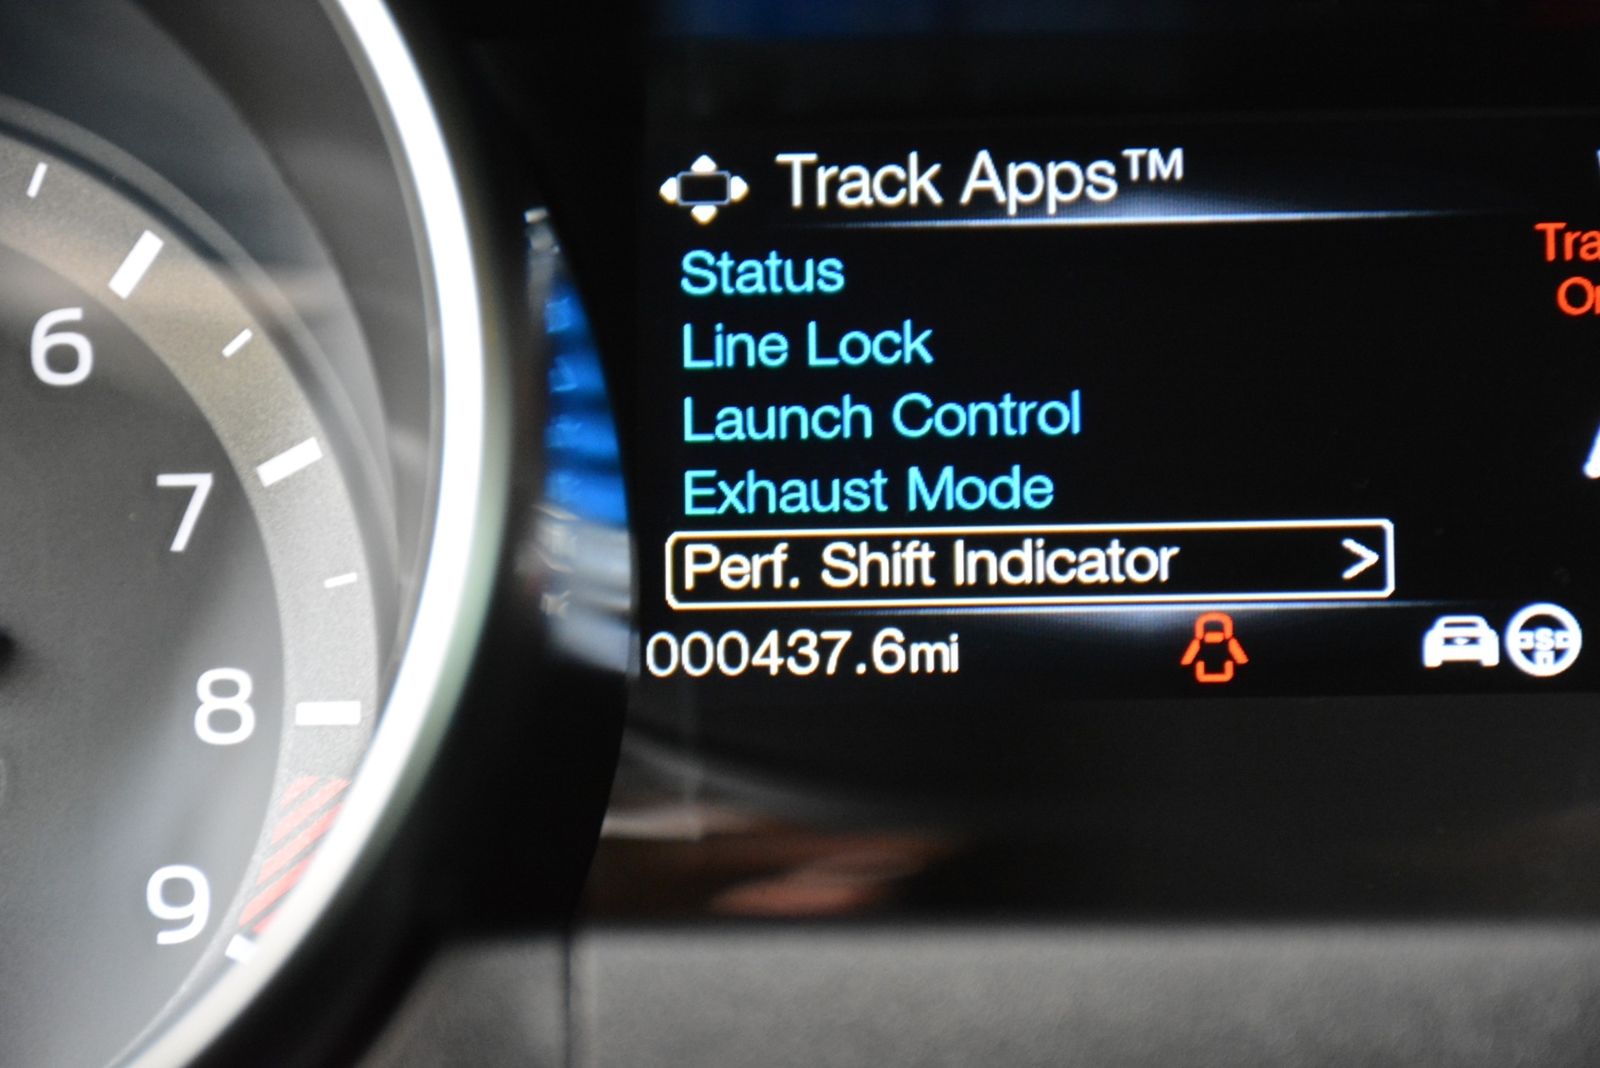 Track Apps™
Status
Line Lock
Launch Control
Exhaust Mode
Perf. Shift Indicator >
000437.6mi
6
7
8
9